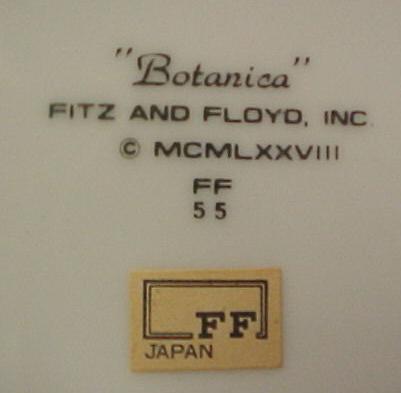 "Botanica"
FITZ AND FLOYD, INC.
© MCMLXXVIII
FF
55
FF
JAPAN